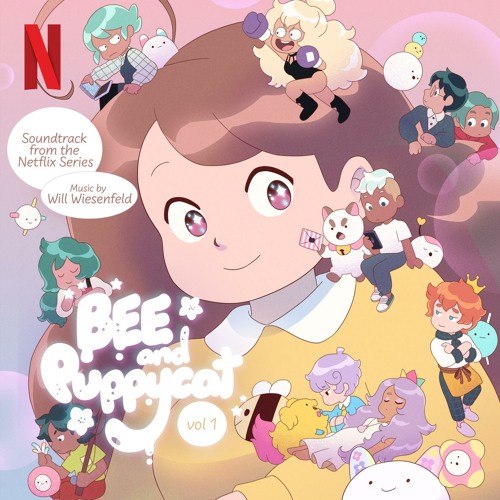 N
Soundtrack
from the
Netflix Series
Music by
Will Wiesenfeld
BEE
and
Puppycat
vol 1